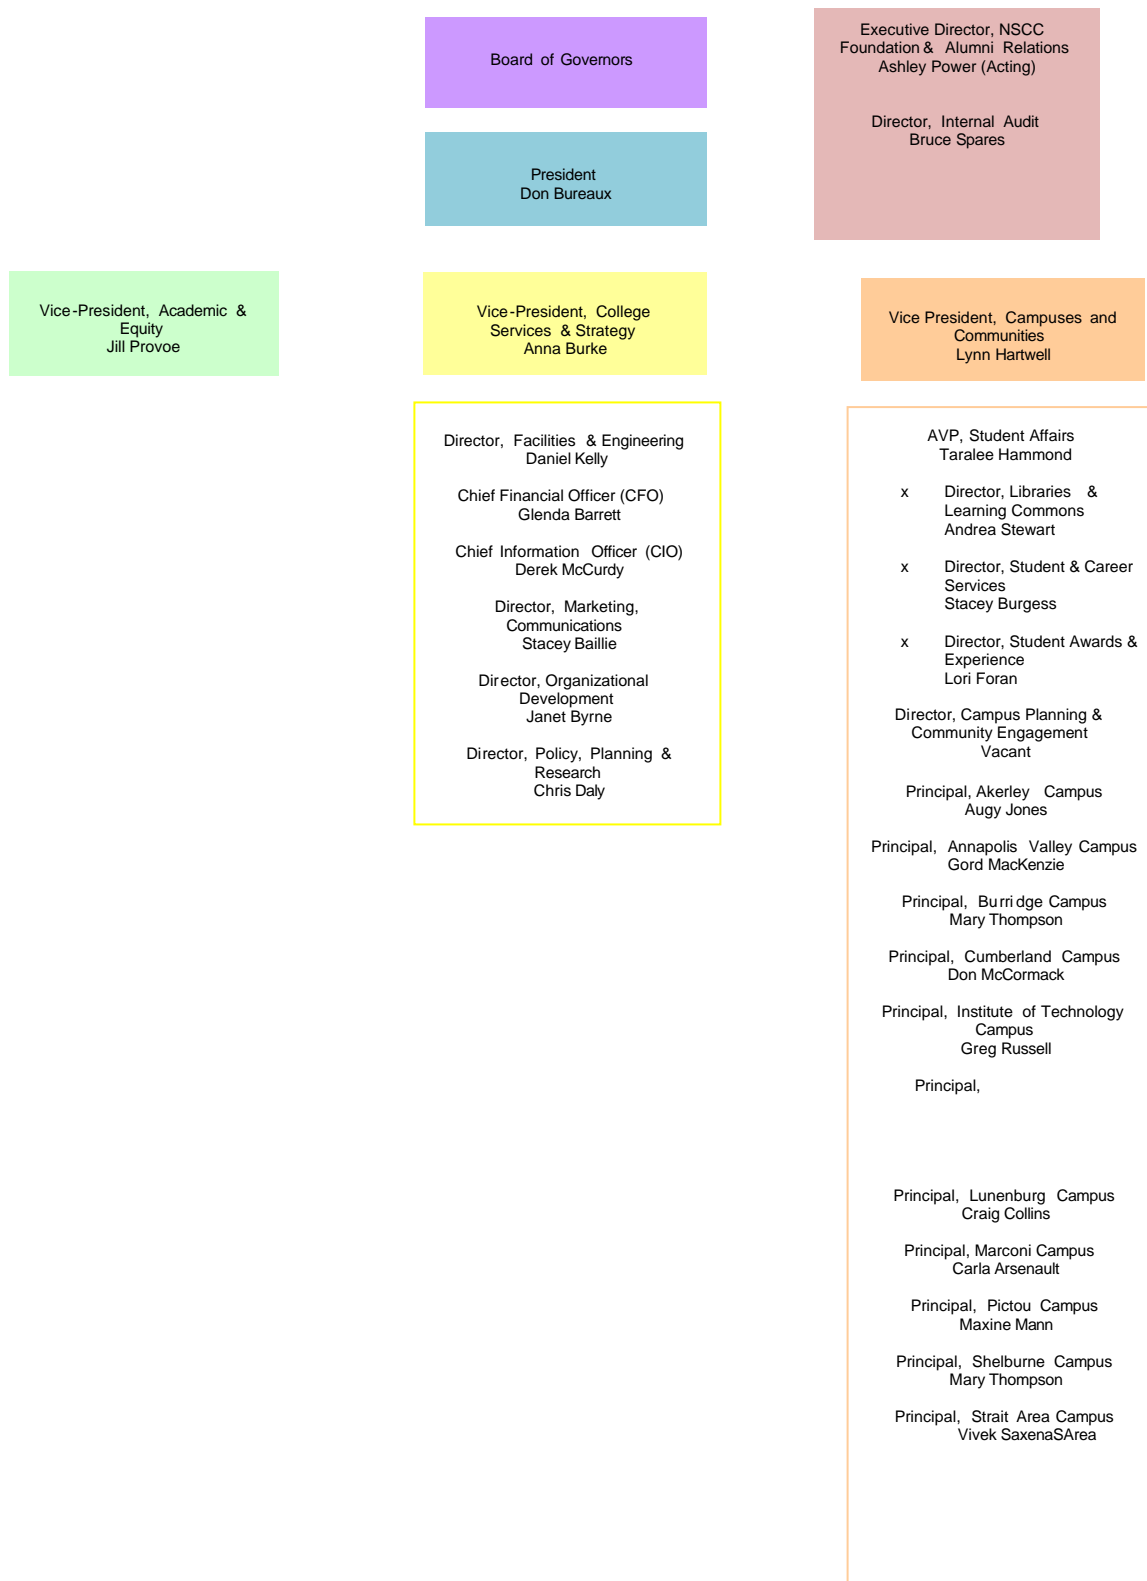 Board of Governors
Executive Director, NSCC
Foundation & Alumni Relations
Ashley Power (Acting)
Director, Internal Audit
Bruce Spares
President
Don Bureaux
Vice-President, Academic &
Equity
Jill Provoe
Vice-President, College
Services & Strategy
Anna Burke
Vice President, Campuses and
Communities
Lynn Hartwell
Director, Facilities & Engineering
Daniel Kelly
Chief Financial Officer (CFO)
Glenda Barrett
Chief Information Officer (CIO)
Derek McCurdy
Director, Marketing,
Communications
Stacey Baillie
Director, Organizational
Development
Janet Byrne
Director, Policy, Planning &
Research
Chris Daly
AVP, Student Affairs
Taralee Hammond
x Director, Libraries &
Learning Commons
Andrea Stewart
x Director, Student & Career
Services
Stacey Burgess
x Director, Student Awards &
Experience
Lori Foran
Director, Campus Planning &
Community Engagement
Vacant
Principal, Akerley Campus
Augy Jones
Principal, Annapolis Valley Campus
Gord MacKenzie
Principal, Burridge Campus
Mary Thompson
Principal, Cumberland Campus
Don McCormack
Principal, Institute of Technology
Campus
Greg Russell
Principal,
Principal, Lunenburg Campus
Craig Collins
Principal, Marconi Campus
Carla Arsenault
Principal, Pictou Campus
Maxine Mann
Principal, Shelburne Campus
Mary Thompson
Principal, Strait Area Campus
Vivek SaxenaSArea